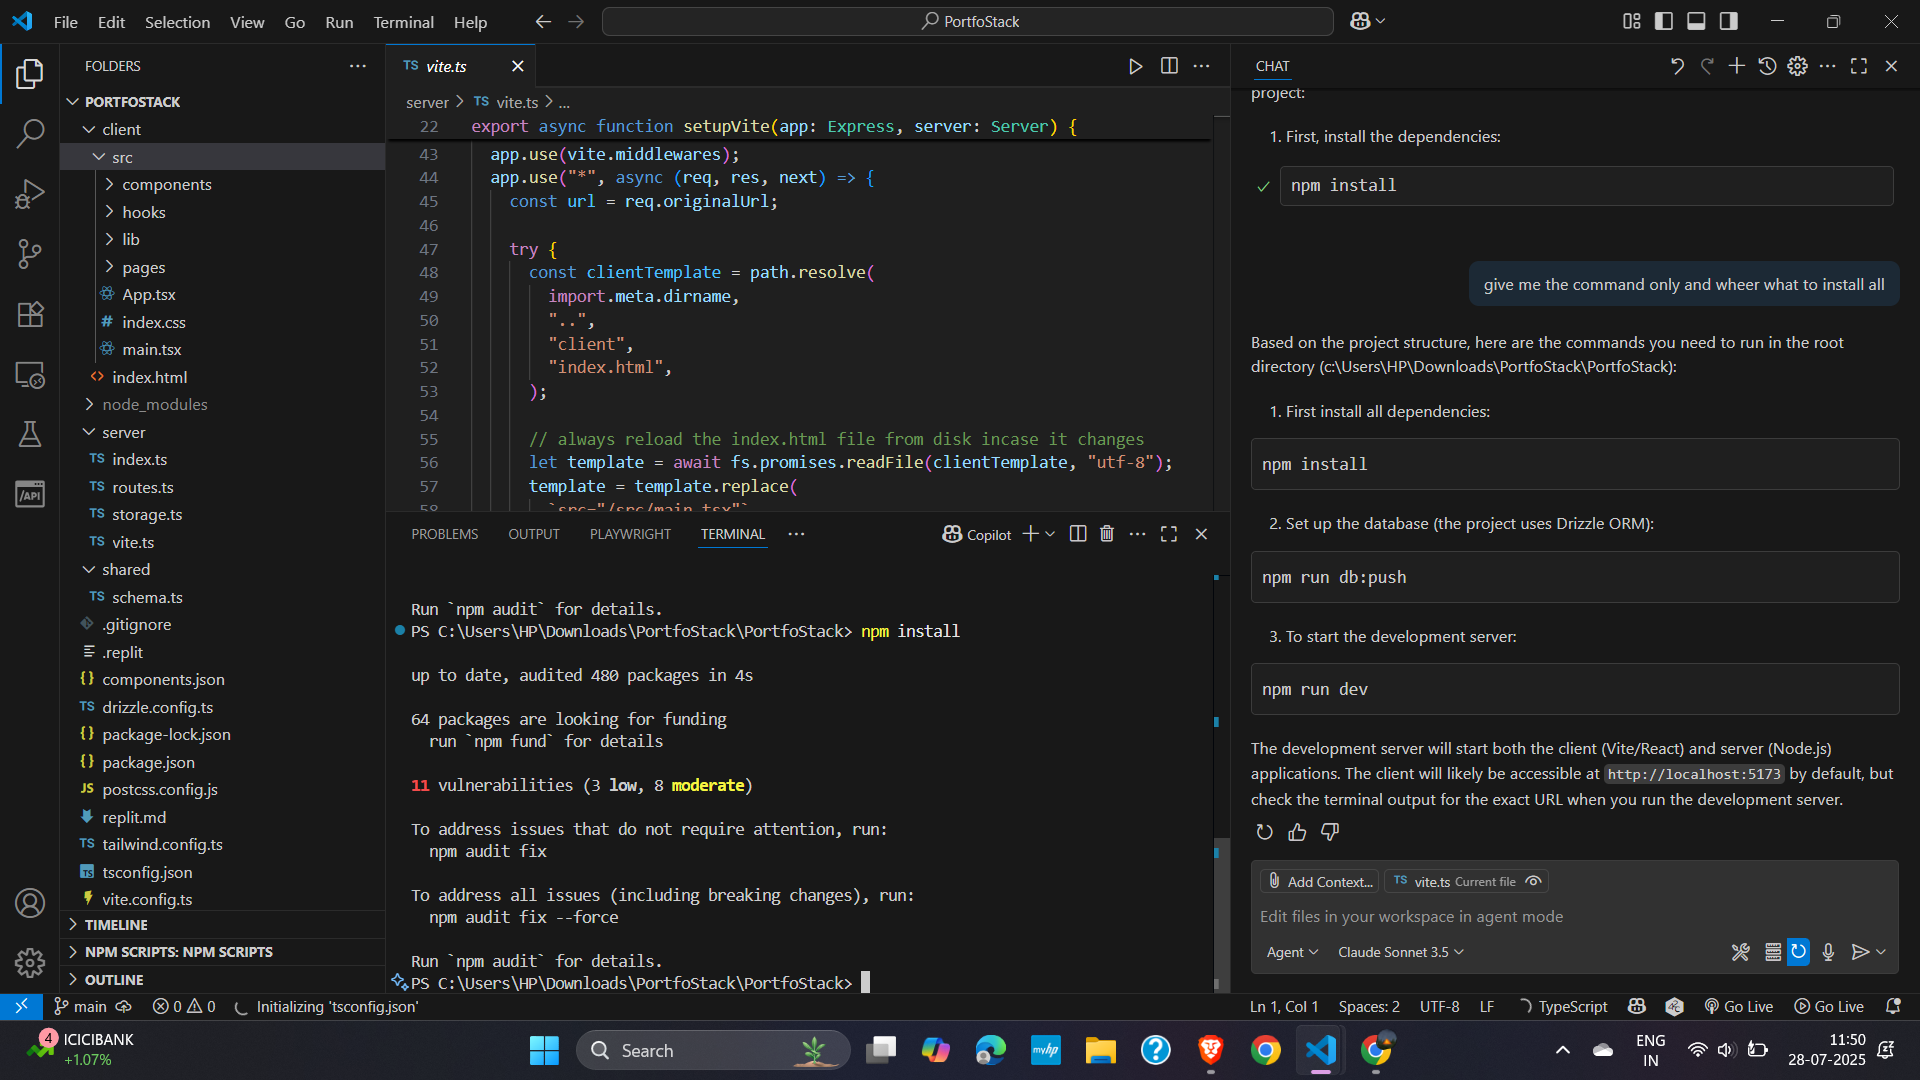 File Edit Selection View Go Run Terminal Help
PortfoStack
FOLDERS
PORTFOSTACK
client
src
components
hooks
lib
pages
App.tsx
# index.css
main.tsx
<> index.html
node_modules
server
TS index.ts
TS routes.ts
TS storage.ts
TS vite.ts
shared
TS schema.ts
.gitignore
.replit
{} components.json
TS drizzle.config.ts
{} package-lock.json
{} package.json
JS postcss.config.js
replit.md
TS tailwind.config.ts
TS tsconfig.json
vite.config.ts
TIMELINE
NPM SCRIPTS: NPM SCRIPTS
OUTLINE
/API
TS vite.ts
server > TS vite.ts > ...
22 export async function setupVite(app: Express, server: Server) {
43 app.use(vite.middlewares);
44 app.use("*", async (req, res, next) => {
45 const url = req.originalUrl;
46
47 try {
48 const clientTemplate = path.resolve(
49 import.meta.dirname,
50 "..",
51 "client",
52 "index.html",
53 );
54
55 // always reload the index.html file from disk incase it changes
56 let template = await fs.promises.readFile(clientTemplate, "utf-8");
57 template = template.replace(
58 `src="/src/main.tsx"`
PROBLEMS OUTPUT PLAYWRIGHT TERMINAL
Copilot
Run `npm audit` for details.
PS C:\Users\HP\Downloads\PortfoStack\PortfoStack> npm install
up to date, audited 480 packages in 4s
64 packages are looking for funding
run `npm fund` for details
11 vulnerabilities (3 low, 8 moderate)
To address issues that do not require attention, run:
npm audit fix
To address all issues (including breaking changes), run:
npm audit fix --force
Run `npm audit` for details.
PS C:\Users\HP\Downloads\PortfoStack\PortfoStack>
CHAT
project:
1. First, install the dependencies:
npm install
give me the command only and wheer what to install all
Based on the project structure, here are the commands you need to run in the root
directory (c:\Users\HP\Downloads\PortfoStack\PortfoStack):
1. First install all dependencies:
npm install
2. Set up the database (the project uses Drizzle ORM):
npm run db:push
3. To start the development server:
npm run dev
The development server will start both the client (Vite/React) and server (Node.js)
applications. The client will likely be accessible at http://localhost:5173 by default, but
check the terminal output for the exact URL when you run the development server.
Add Context... TS vite.ts Current file
Edit files in your workspace in agent mode
Agent Claude Sonnet 3.5
main 0 0 Initializing 'tsconfig.json'
Ln 1, Col 1 Spaces: 2 UTF-8 LF TypeScript Go Live Go Live
4 ICICIBANK
+1.07%
Search
myhp
ENG
IN
11:50
28-07-2025